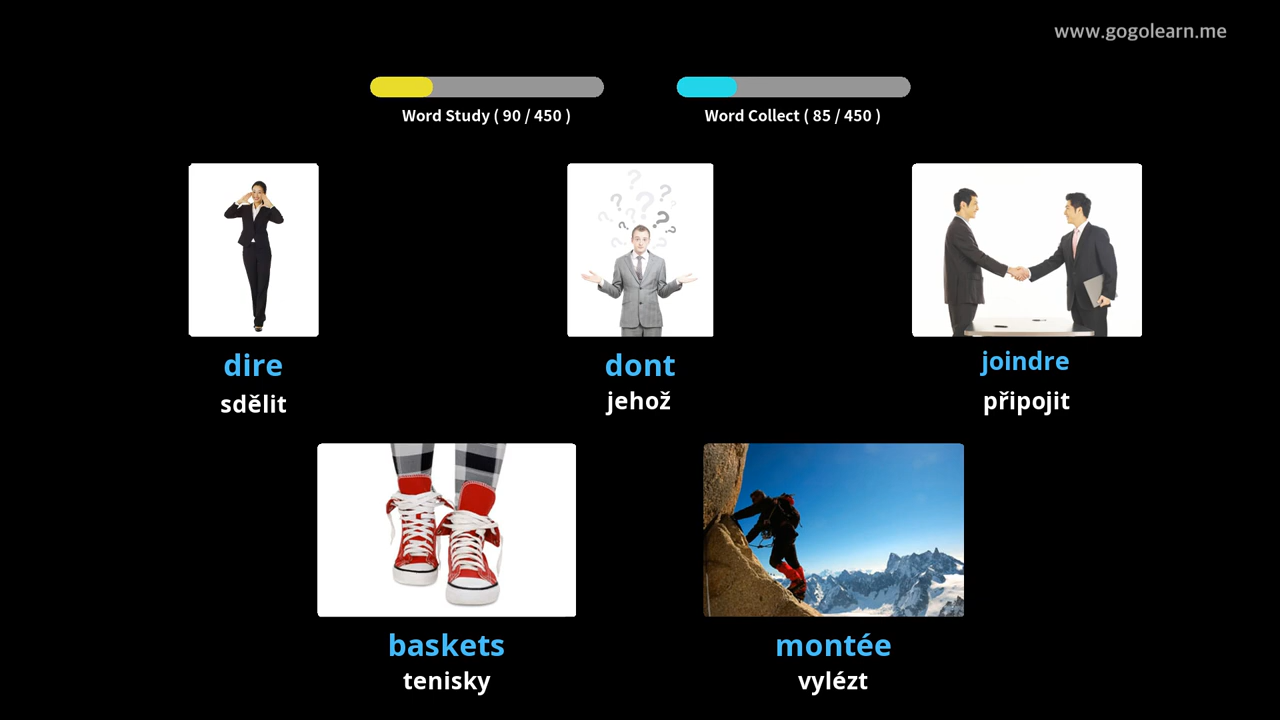 www.gogolearn.me
Word Study ( 90 / 450 )
Word Collect ( 85 / 450 )
dire
sdělit
dont
jehož
joindre
připojit
baskets
tenisky
montée
vylézt